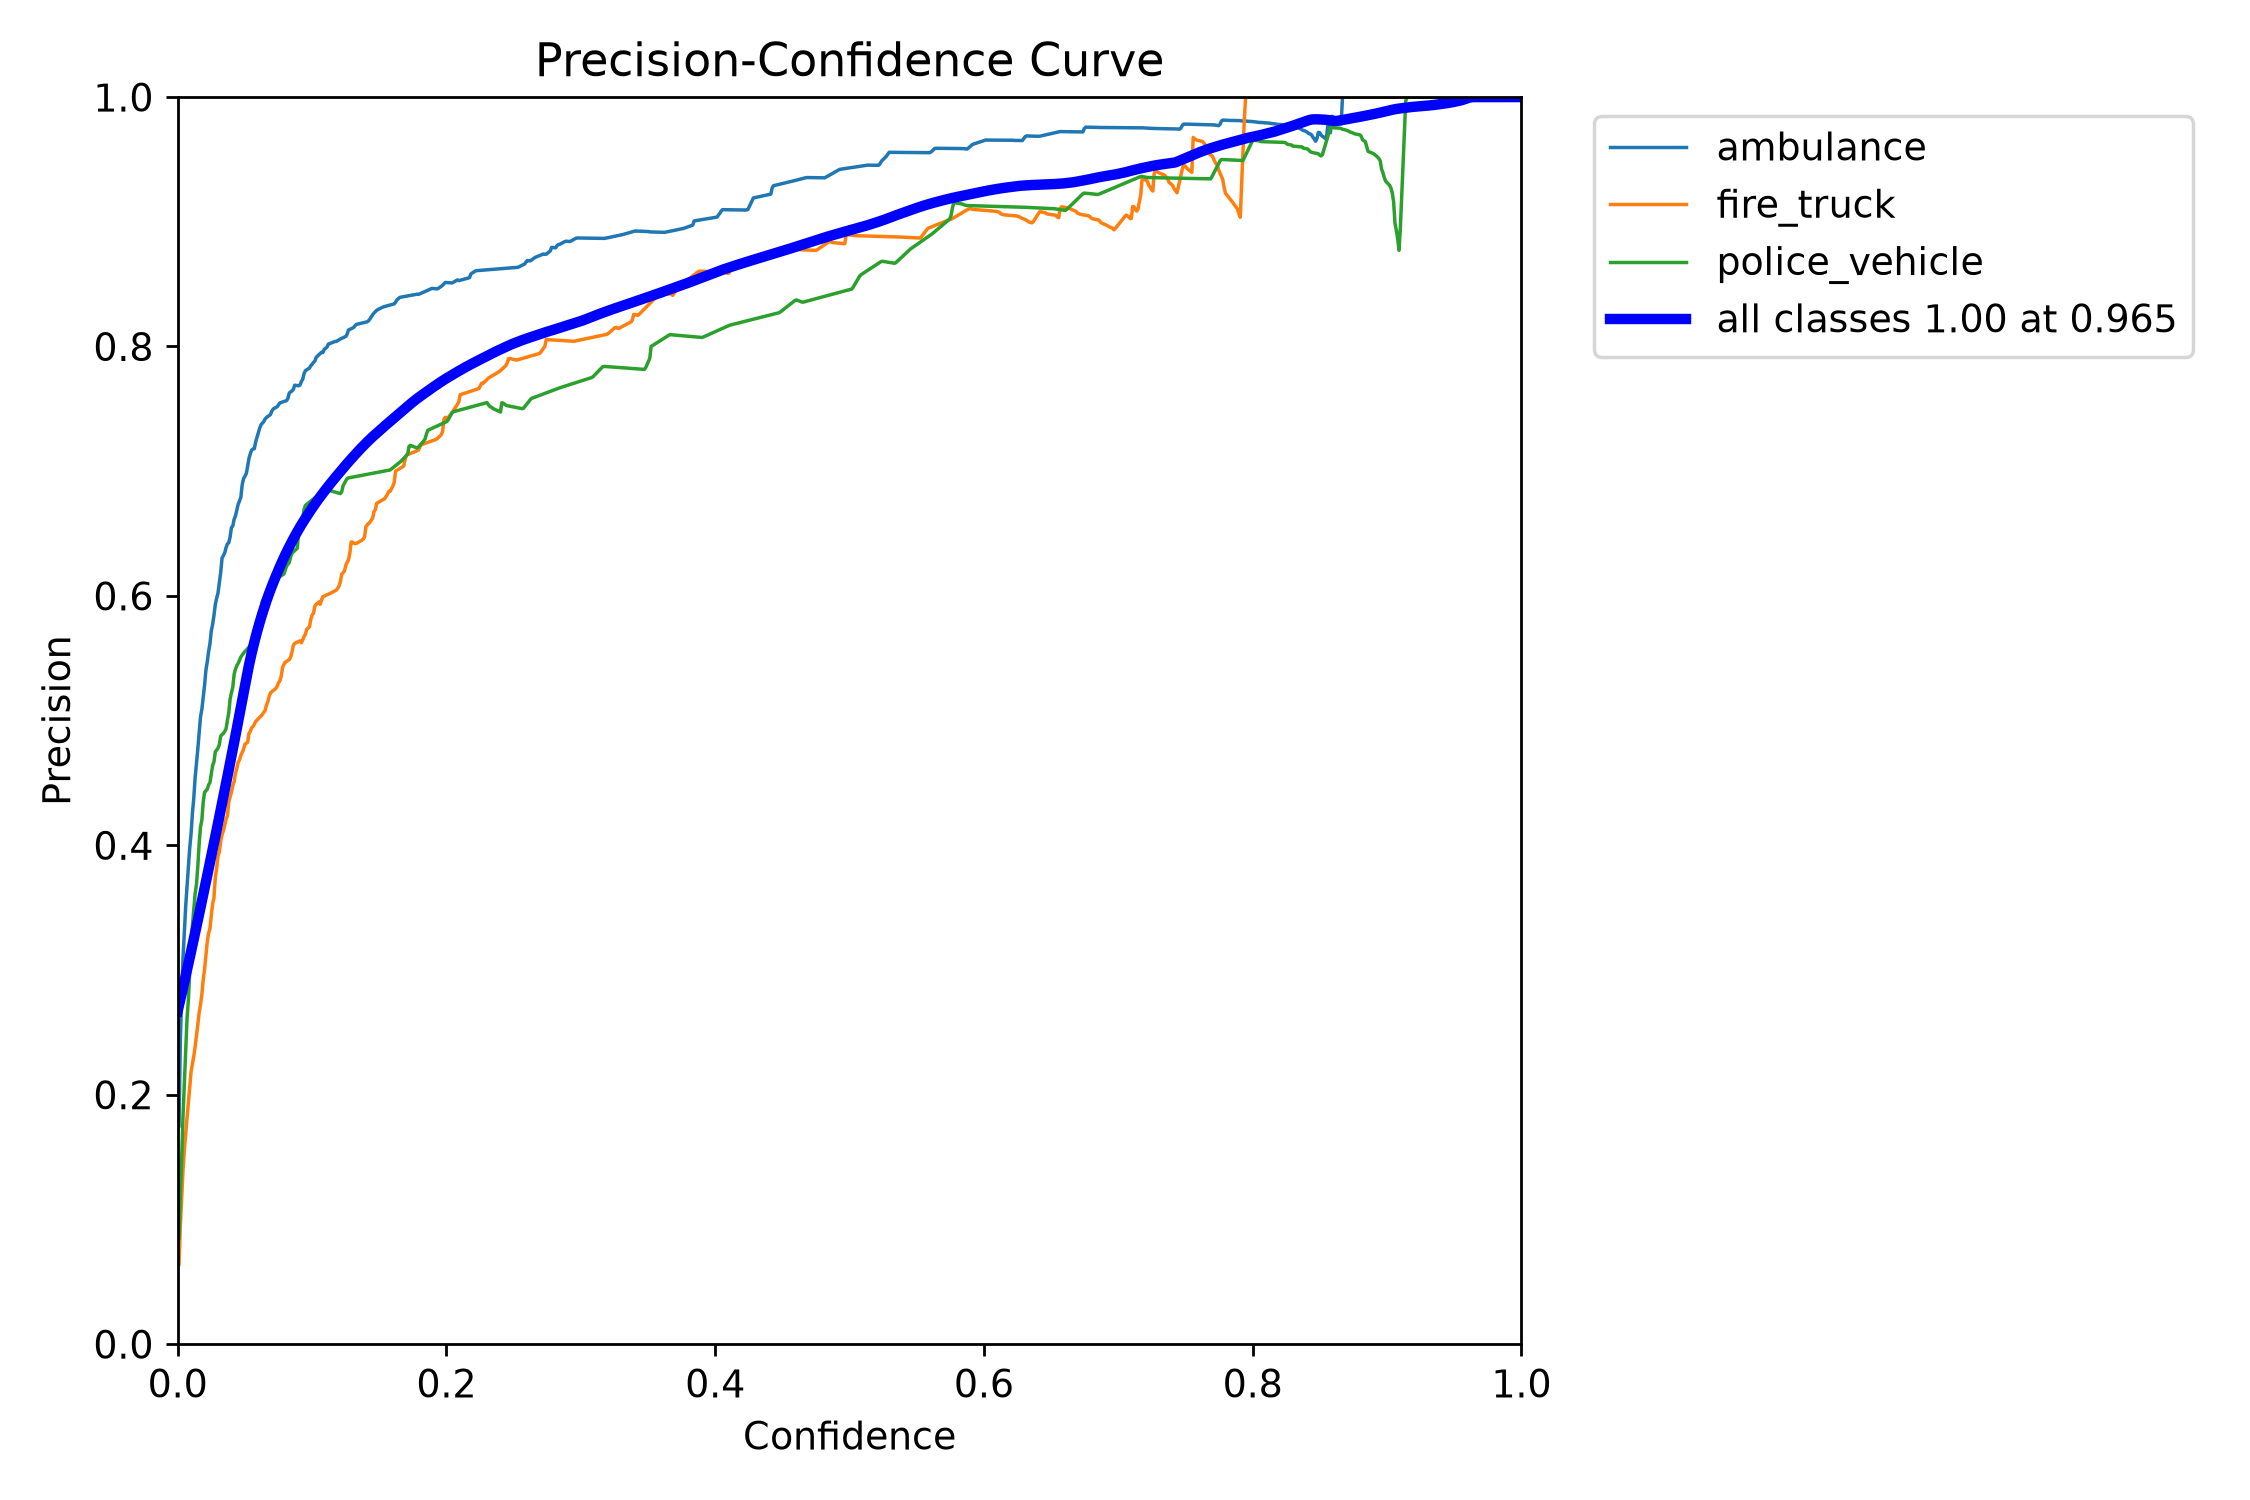 Precision-Confidence Curve
1.0
0.8
0.6
0.4
0.2
0.0
Precision
0.0 0.2 0.4 0.6 0.8 1.0
Confidence
ambulance
fire_truck
police_vehicle
all classes 1.00 at 0.965